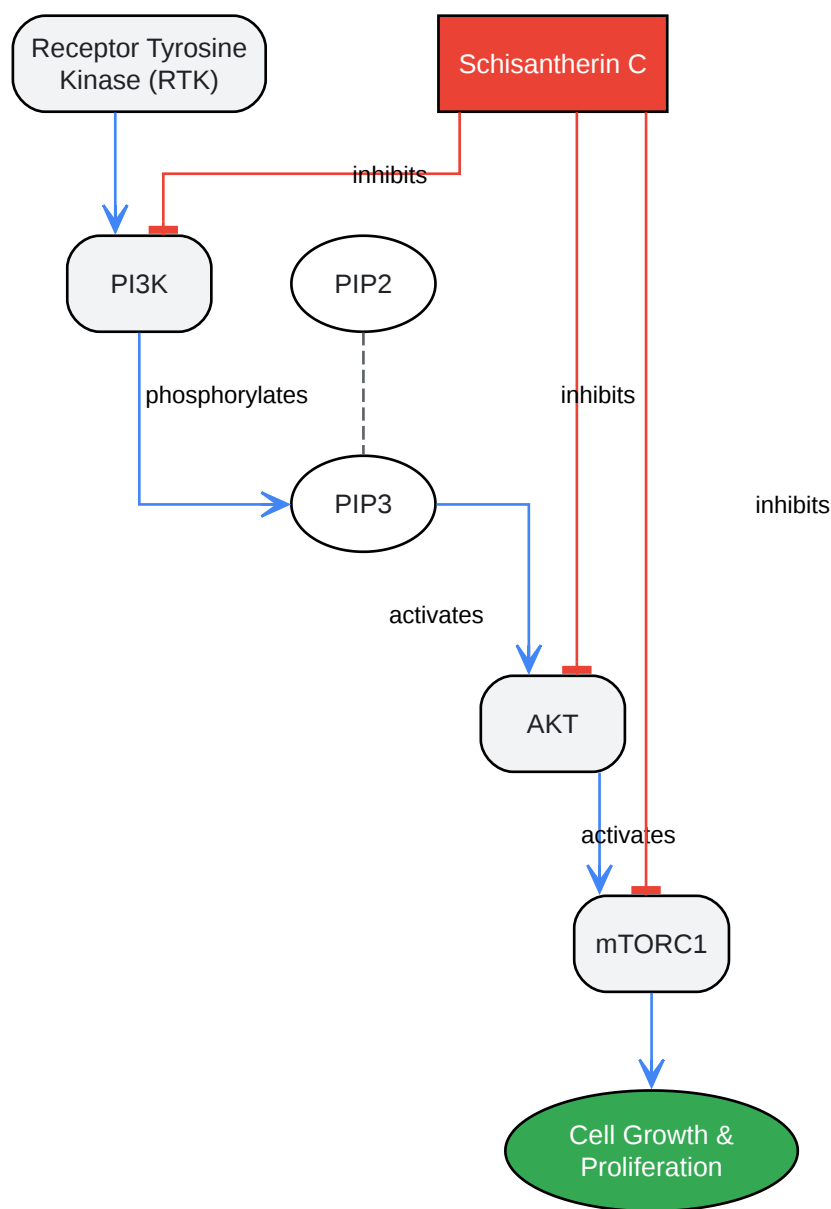 Receptor Tyrosine
Kinase (RTK)
Schisantherin C
inhibits
PI3K
PIP2
phosphorylates
inhibits
PIP3
inhibits
activates
AKT
activates
mTORC1
Cell Growth &
Proliferation